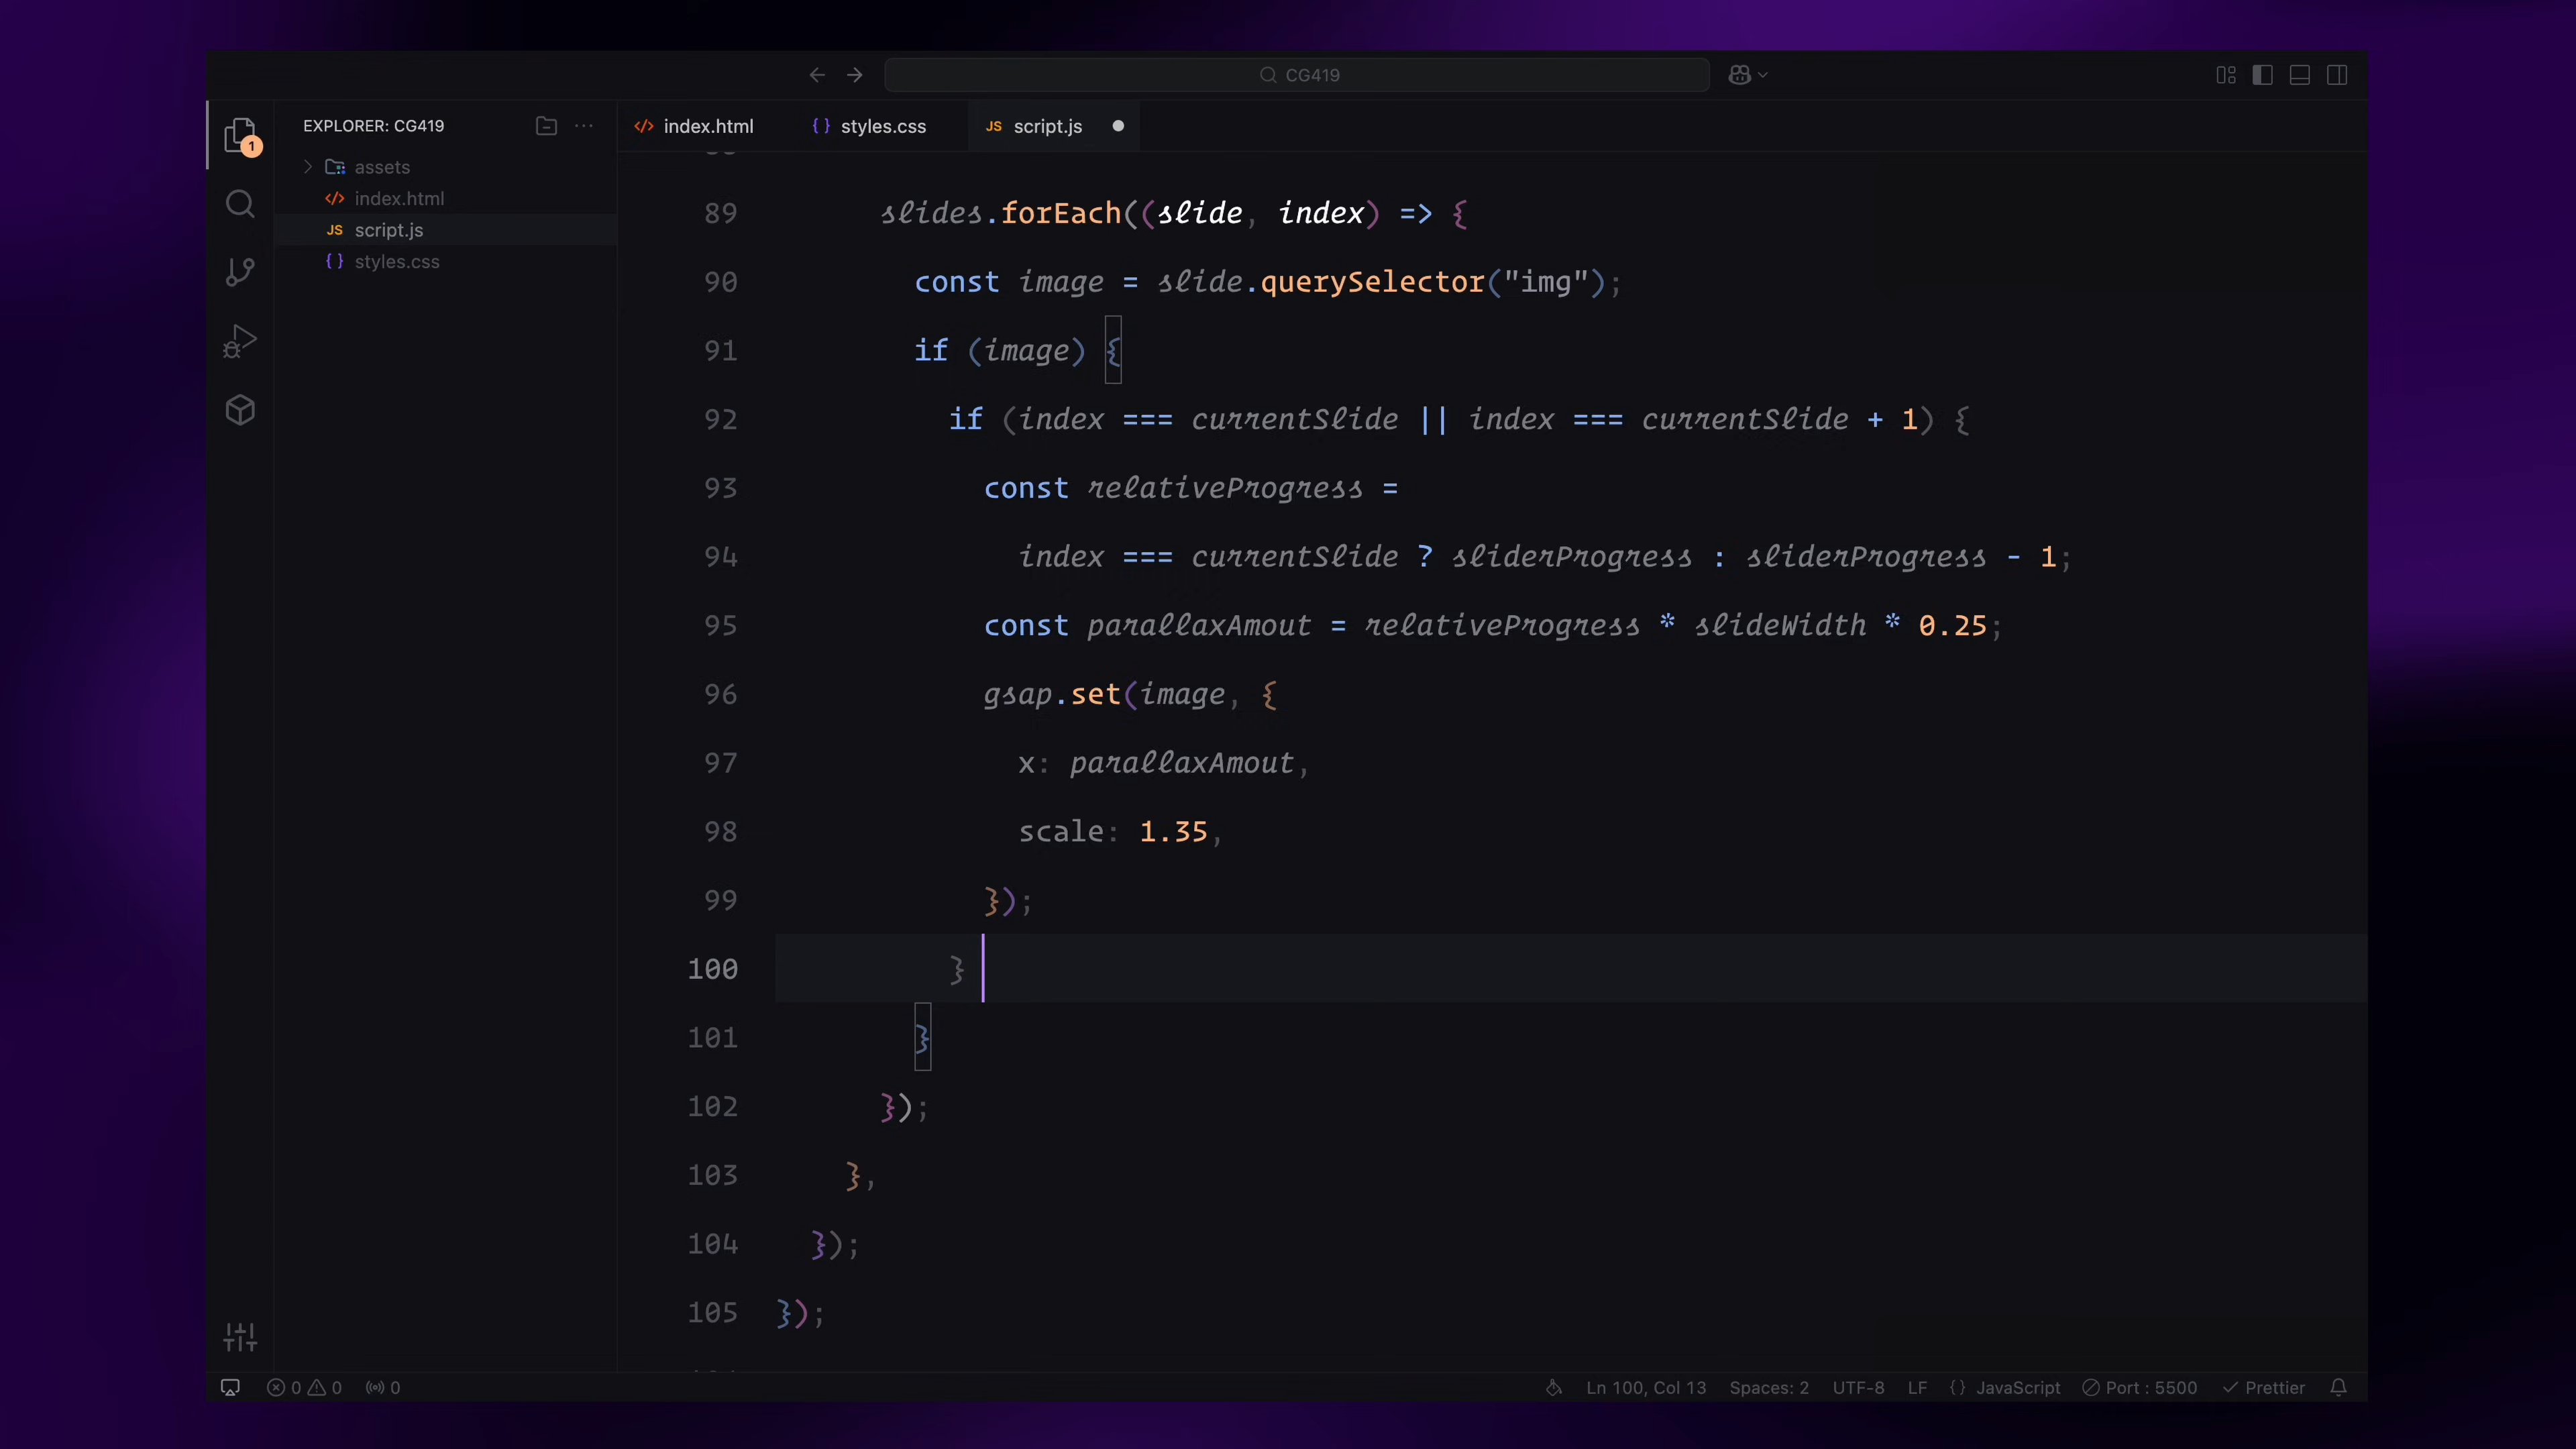 CG419
EXPLORER: CG419
1
assets
index.html
script.js
styles.css
index.html
styles.css
JS script.js
89 slides.forEach((slide, index) => {
90 const image = slide.querySelector("img");
91 if (image) {
92 if (index === currentSlide || index === currentSlide + 1) {
93 const relativeProgress =
94 index === currentSlide ? sliderProgress : sliderProgress - 1;
95 const parallaxAmout = relativeProgress * slideWidth * 0.25;
96 gsap.set(image, {
97 x: parallaxAmout,
98 scale: 1.35,
99 });
100 }
101 }
102 });
103 },
104 });
105 });
0 0 0
Ln 100, Col 13 Spaces: 2 UTF-8 LF {} JavaScript Port : 5500 Prettier